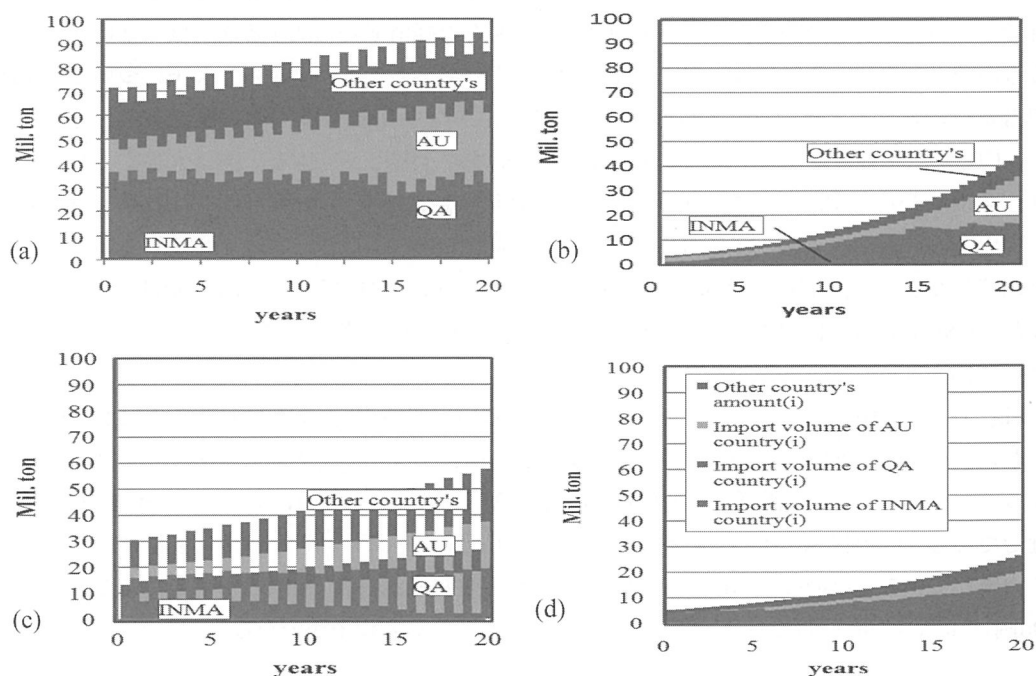 100
90
80
70
60
50
40
30
20
10
0
Mil. ton
Other country's
AU
QA
INMA
(a)
0 5 10 15 20
years
100
90
80
70
60
50
40
30
20
10
0
Mil. ton
Other country's
INMA
AU
QA
(b)
0 5 10 15 20
years
100
90
80
70
60
50
40
30
20
10
0
Mil. ton
Other country's
AU
QA
INMA
(c)
0 5 10 15 20
years
100
90
80
70
60
50
40
30
20
10
0
Mil. ton
Other country's
amount(i)
Import volume of AU
country(i)
Import volume of QA
country(i)
Import volume of INMA
country(i)
(d)
0 5 10 15 20
years